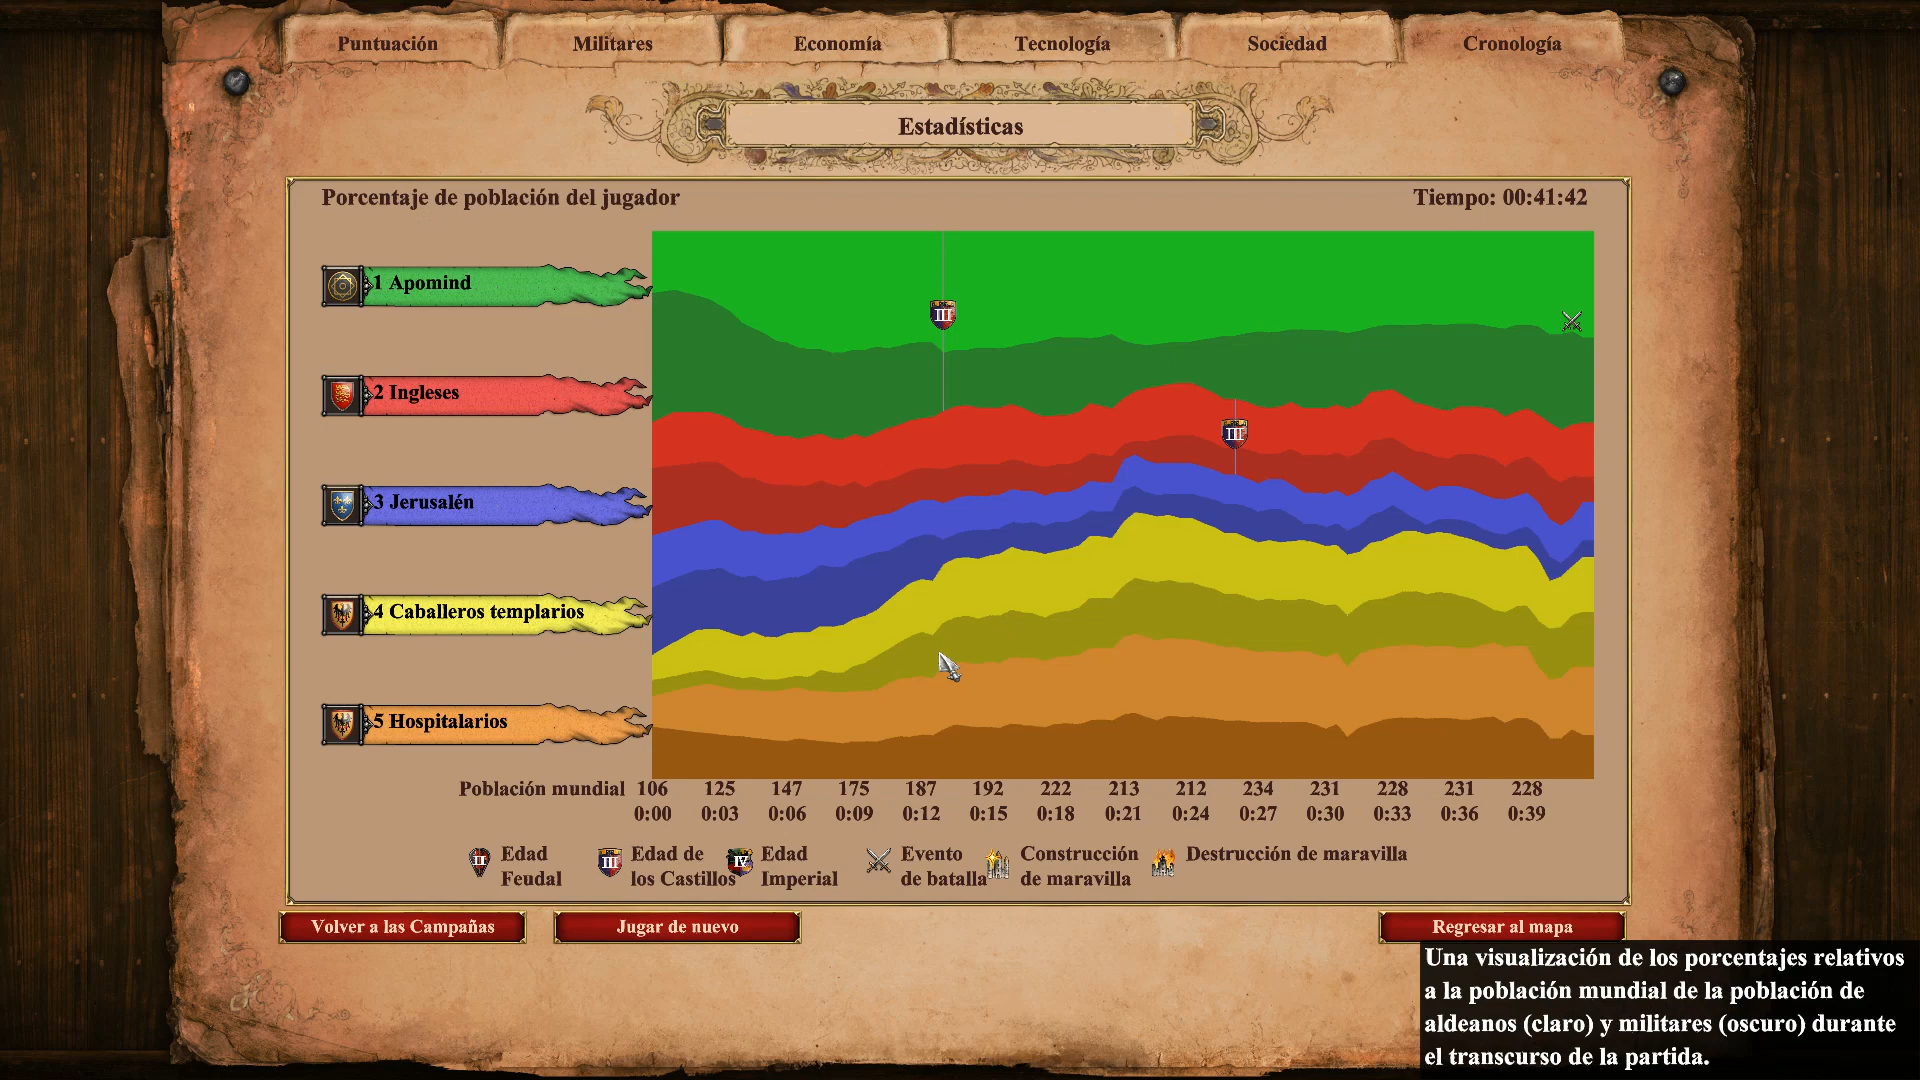 Puntuación Militares Economía Tecnología Sociedad Cronología
Estadísticas
Porcentaje de población del jugador Tiempo: 00:41:42
1 Apomind
2 Ingleses
3 Jerusalén
4 Caballeros templarios
5 Hospitalarios
Población mundial 106 125 147 175 187 192 222 213 212 234 231 228 231 228
0:00 0:03 0:06 0:09 0:12 0:15 0:18 0:21 0:24 0:27 0:30 0:33 0:36 0:39
Edad Edad de Edad Evento Construcción Destrucción de maravilla
Feudal los Castillos Imperial de batalla de maravilla
Volver a las Campañas Jugar de nuevo Regresar al mapa
Una visualización de los porcentajes relativos
a la población mundial de la población de
aldeanos (claro) y militares (oscuro) durante
el transcurso de la partida.